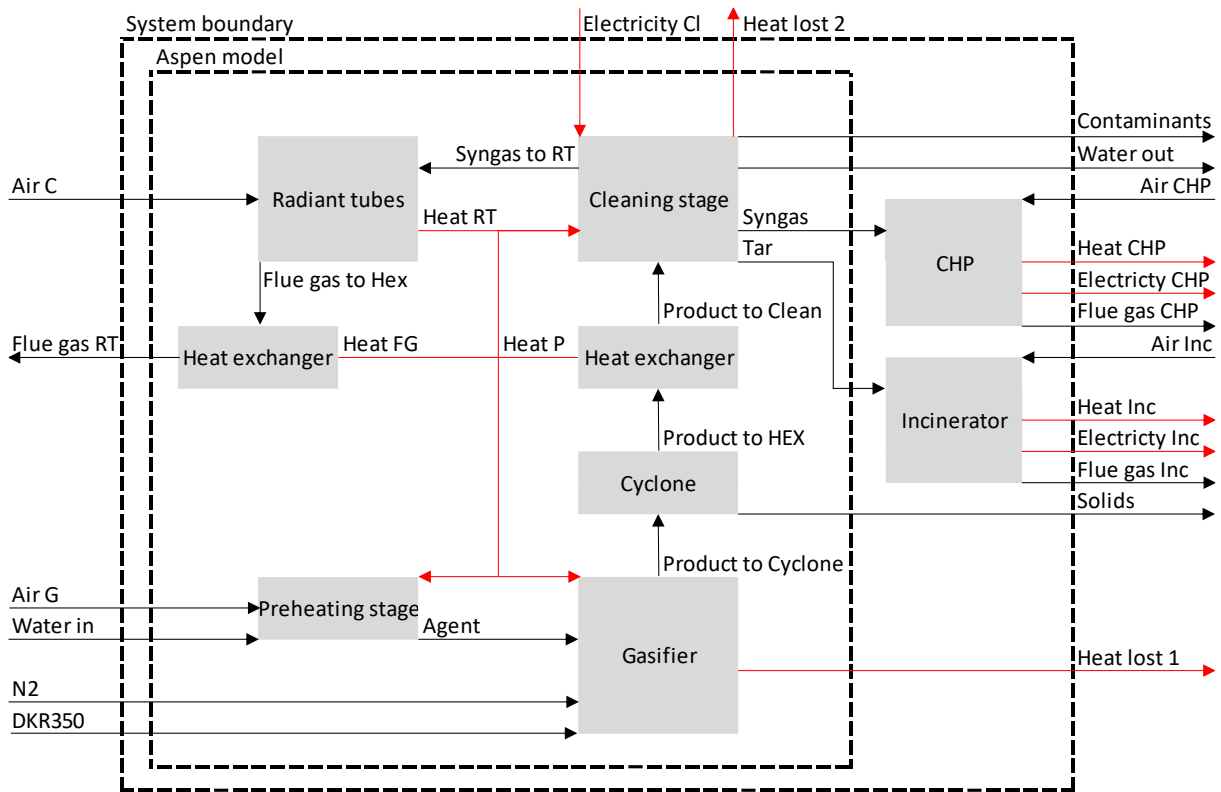 System boundary
Electricity Cl
Heat lost 2
Aspen model
Contaminants
Syngas to RT
Water out
Air C
Radiant tubes
Cleaning stage
Air CHP
Heat RT
Syngas
Tar
CHP
Heat CHP
Electricty CHP
Flue gas CHP
Flue gas to Hex
Product to Clean
Flue gas RT
Heat exchanger
Heat FG
Heat P
Heat exchanger
Air Inc
Incinerator
Heat Inc
Electricty Inc
Flue gas Inc
Product to HEX
Cyclone
Solids
Product to Cyclone
Air G
Water in
Preheating stage
Agent
Gasifier
Heat lost 1
N2
DKR350